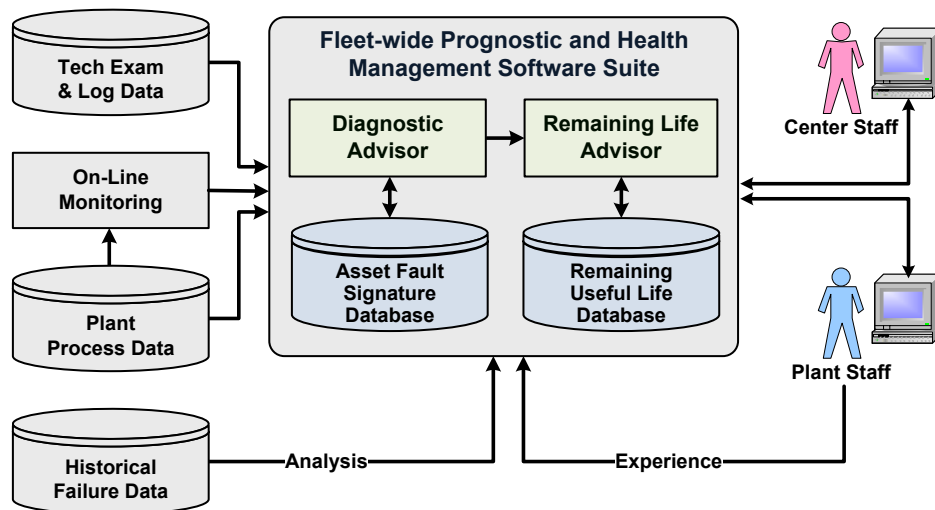 Tech Exam
& Log Data
On-Line
Monitoring
Plant
Process Data
Historical
Failure Data
Fleet-wide Prognostic and Health
Management Software Suite
Diagnostic
Advisor
Remaining Life
Advisor
Asset Fault
Signature
Database
Remaining
Useful Life
Database
Center Staff
Plant Staff
Analysis
Experience